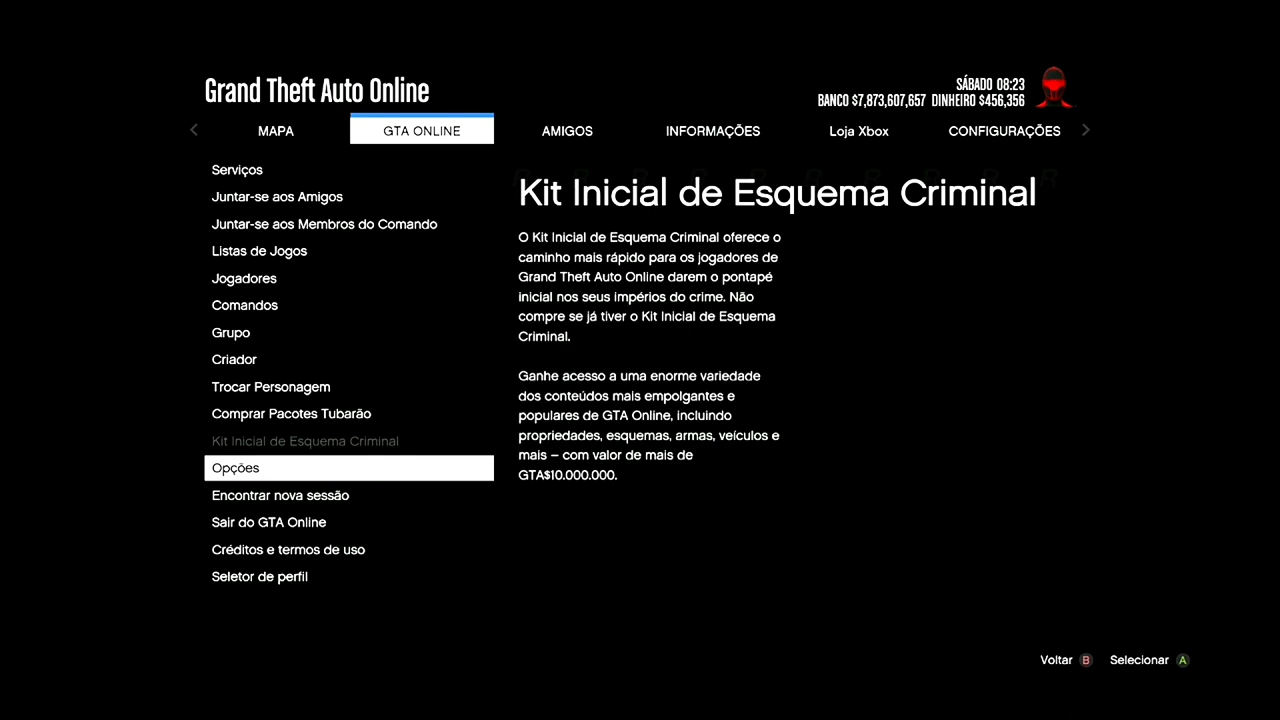 Grand Theft Auto Online
SÁBADO 08:23
BANCO $7,873,607,657 DINHEIRO $456,356
MAPA
GTA ONLINE
AMIGOS
INFORMAÇÕES
Loja Xbox
CONFIGURAÇÕES
Serviços
Juntar-se aos Amigos
Juntar-se aos Membros do Comando
Listas de Jogos
Jogadores
Comandos
Grupo
Criador
Trocar Personagem
Comprar Pacotes Tubarão
Kit Inicial de Esquema Criminal
Opções
Encontrar nova sessão
Sair do GTA Online
Créditos e termos de uso
Seletor de perfil
Kit Inicial de Esquema Criminal
O Kit Inicial de Esquema Criminal oferece o
caminho mais rápido para os jogadores de
Grand Theft Auto Online darem o pontapé
inicial nos seus impérios do crime. Não
compre se já tiver o Kit Inicial de Esquema
Criminal.
Ganhe acesso a uma enorme variedade
dos conteúdos mais empolgantes e
populares de GTA Online, incluindo
propriedades, esquemas, armas, veículos e
mais – com valor de mais de
GTA$10.000.000.
Voltar B Selecionar A